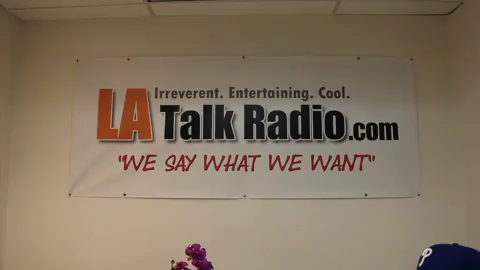 Irreverent. Entertaining. Cool.
LA Talk Radio.com
"WE SAY WHAT WE WANT"
P